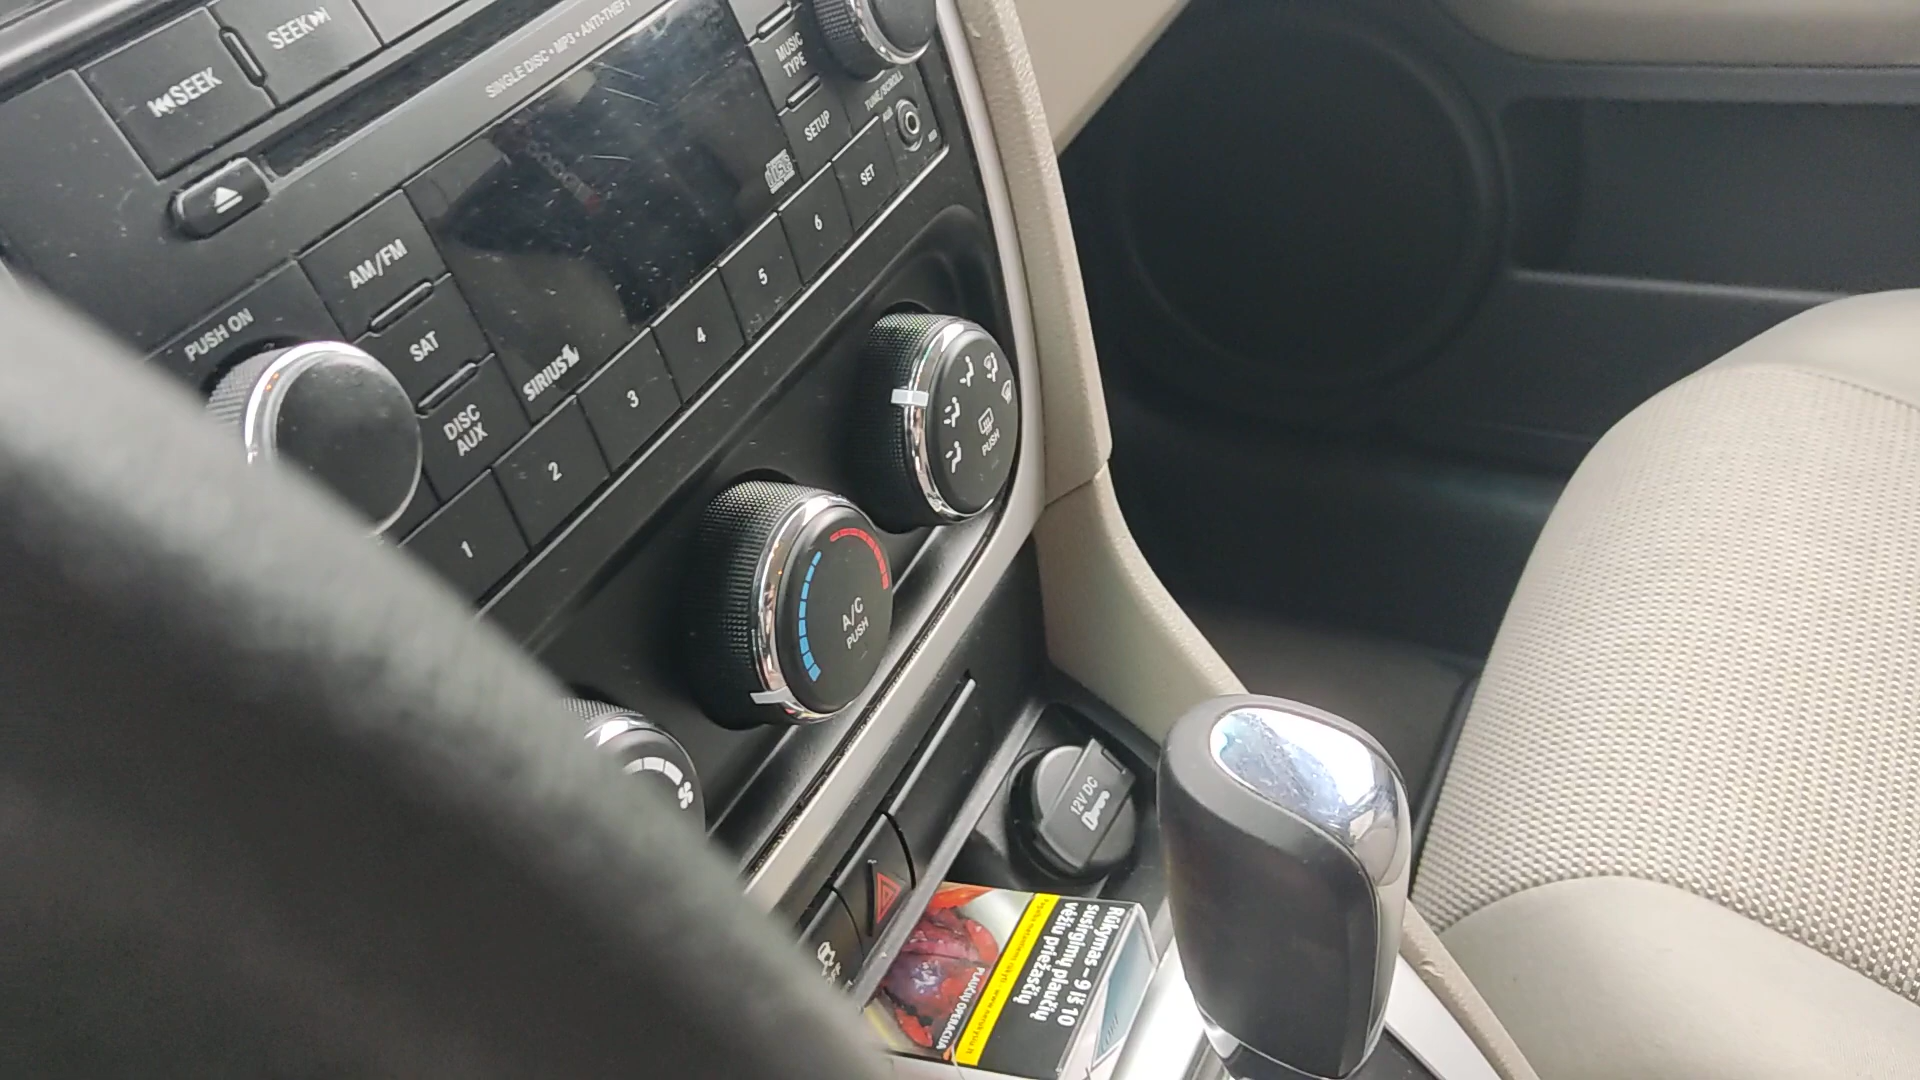 SEEK
SEEK
SINGLE DISC • MP3 • ANTI-THEFT
MUSIC
TYPE
SETUP
TUNE/SCROLL
AUX
SET
AM/FM
PUSH ON
SAT
DISC
AUX
SIRIUS
1
2
3
4
5
6
PUSH
A/C
PUSH
12V DC
Rūkymas – 9 iš 10
susirgimų plaučių
vėžiu priežasčių
PLAUČIŲ OPERACIJA